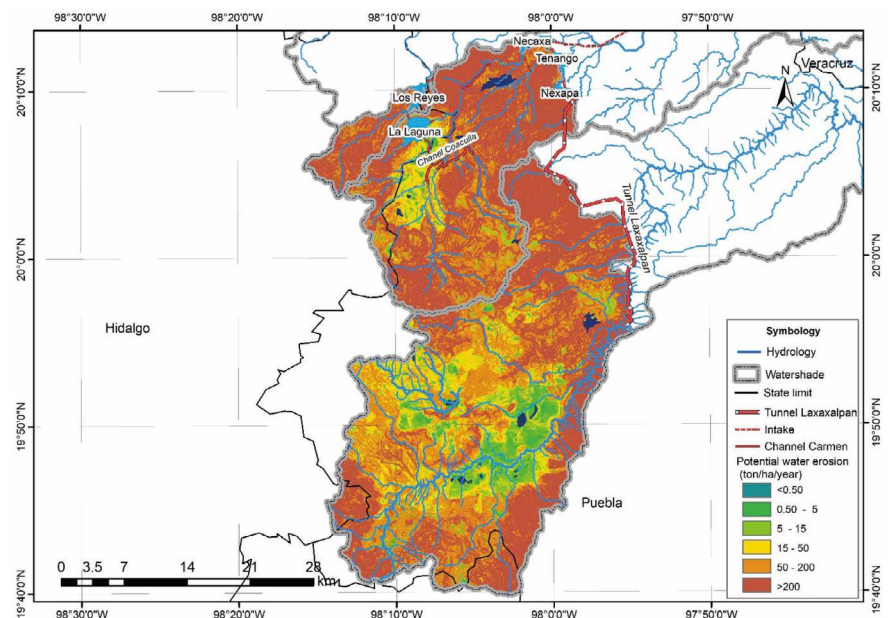 98°30'0"W 98°20'0"W 98°10'0"W 98°0'0"W 97°50'0"W
Necaxa
Veracruz
Tenango
N
20°10'0"N
20°10'0"N
Los Reyes
Nexapa
La Laguna
Chanel Coacuila
Tunnel Laxaxalpan
20°0'0"N
20°0'0"N
Hidalgo
Symbology
Hydrology
Watershade
State limit
Tunnel Laxaxalpan
Intake
Channel Carmen
Potential water erosion
(ton/ha/year)
<0.50
0.50 - 5
5 - 15
15 - 50
50 - 200
>200
19°50'0"N
19°50'0"N
Puebla
0 3.5 7 14 21 28
km
19°40'0"N
19°40'0"N
98°30'0"W 98°20'0"W 98°10'0"W 98°0'0"W 97°50'0"W